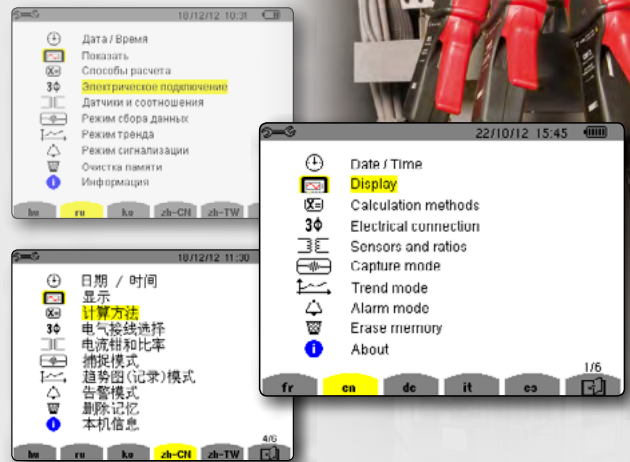 10/12/12 10:31
Дата / Время
Показать
Способы расчета
3ф Электрическое подключение
Датчики и соотношения
Режим сбора данных
Режим тренда
Режим сигнализации
Очистка памяти
Информация
hu ru ko zh-CN zh-TW
22/10/12 15:45
Date / Time
Display
Calculation methods
3ф Electrical connection
Sensors and ratios
Capture mode
Trend mode
Alarm mode
Erase memory
About
1/6
fr en de it es
10/12/12 11:30
日期 / 时间
显示
计算方法
3ф 电气接线选择
电流钳和比率
捕捉模式
趋势图(记录)模式
告警模式
删除记忆
本机信息
4/6
hu ru ko zh-CN zh-TW